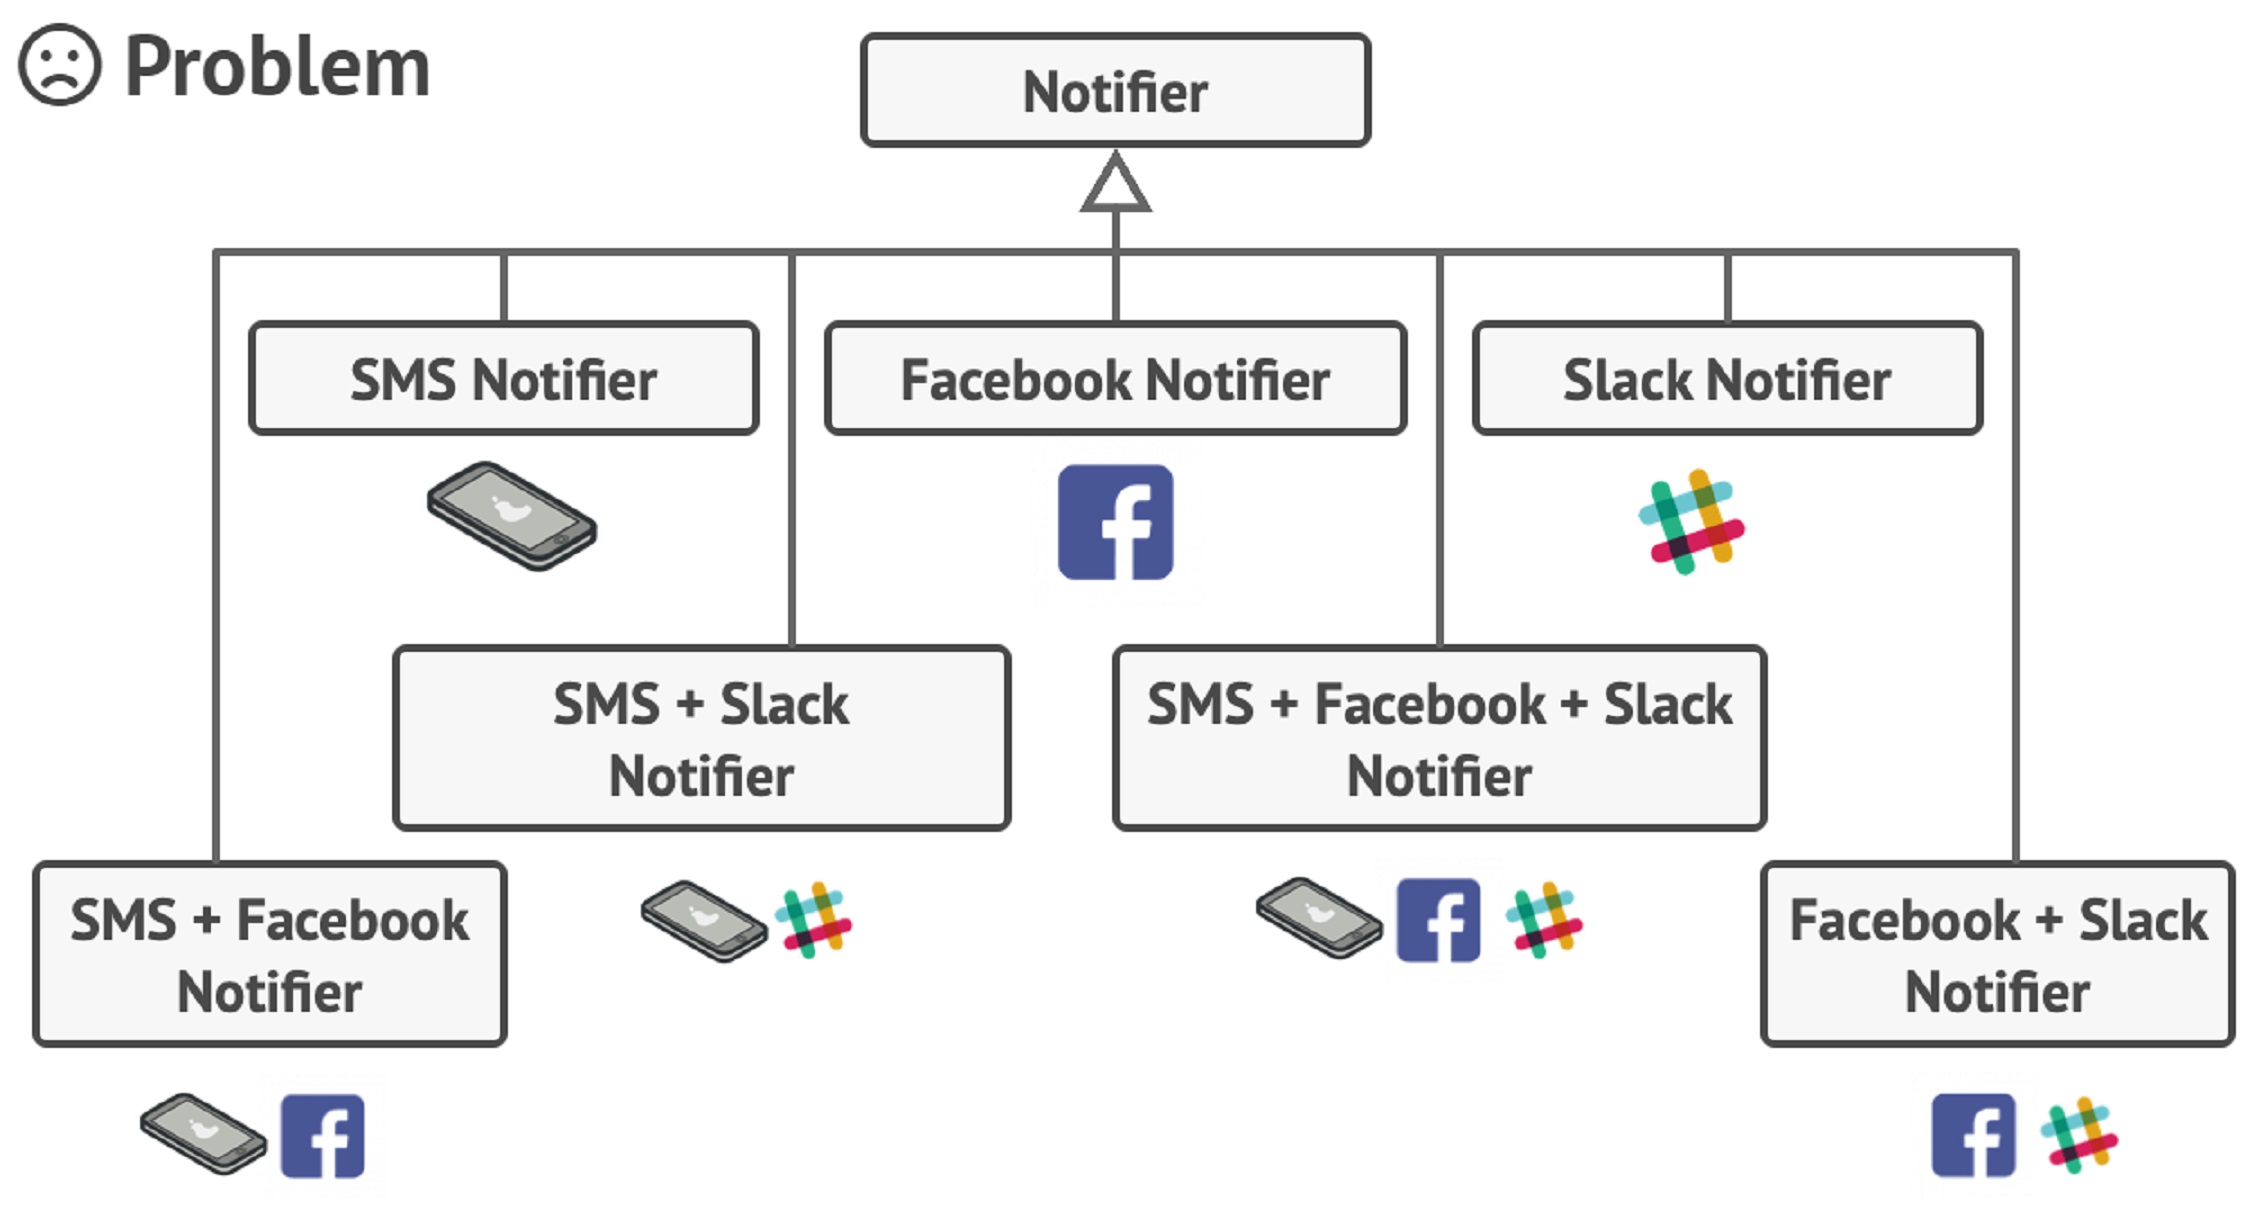 Problem
Notifier
SMS Notifier
Facebook Notifier
Slack Notifier
SMS + Slack
Notifier
SMS + Facebook + Slack
Notifier
SMS + Facebook
Notifier
Facebook + Slack
Notifier